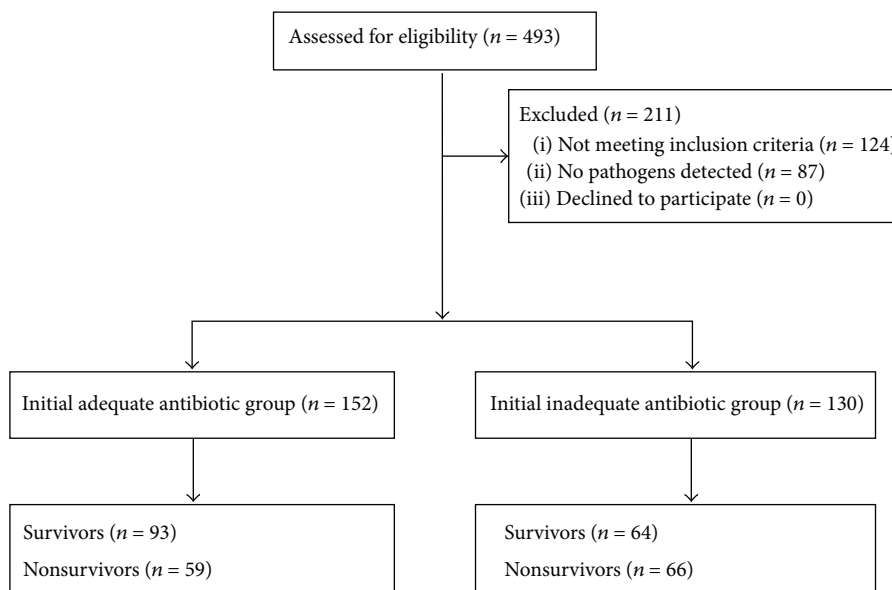 Assessed for eligibility (n = 493)
Excluded (n = 211)
(i) Not meeting inclusion criteria (n = 124)
(ii) No pathogens detected (n = 87)
(iii) Declined to participate (n = 0)
Initial adequate antibiotic group (n = 152)
Initial inadequate antibiotic group (n = 130)
Survivors (n = 93)
Nonsurvivors (n = 59)
Survivors (n = 64)
Nonsurvivors (n = 66)